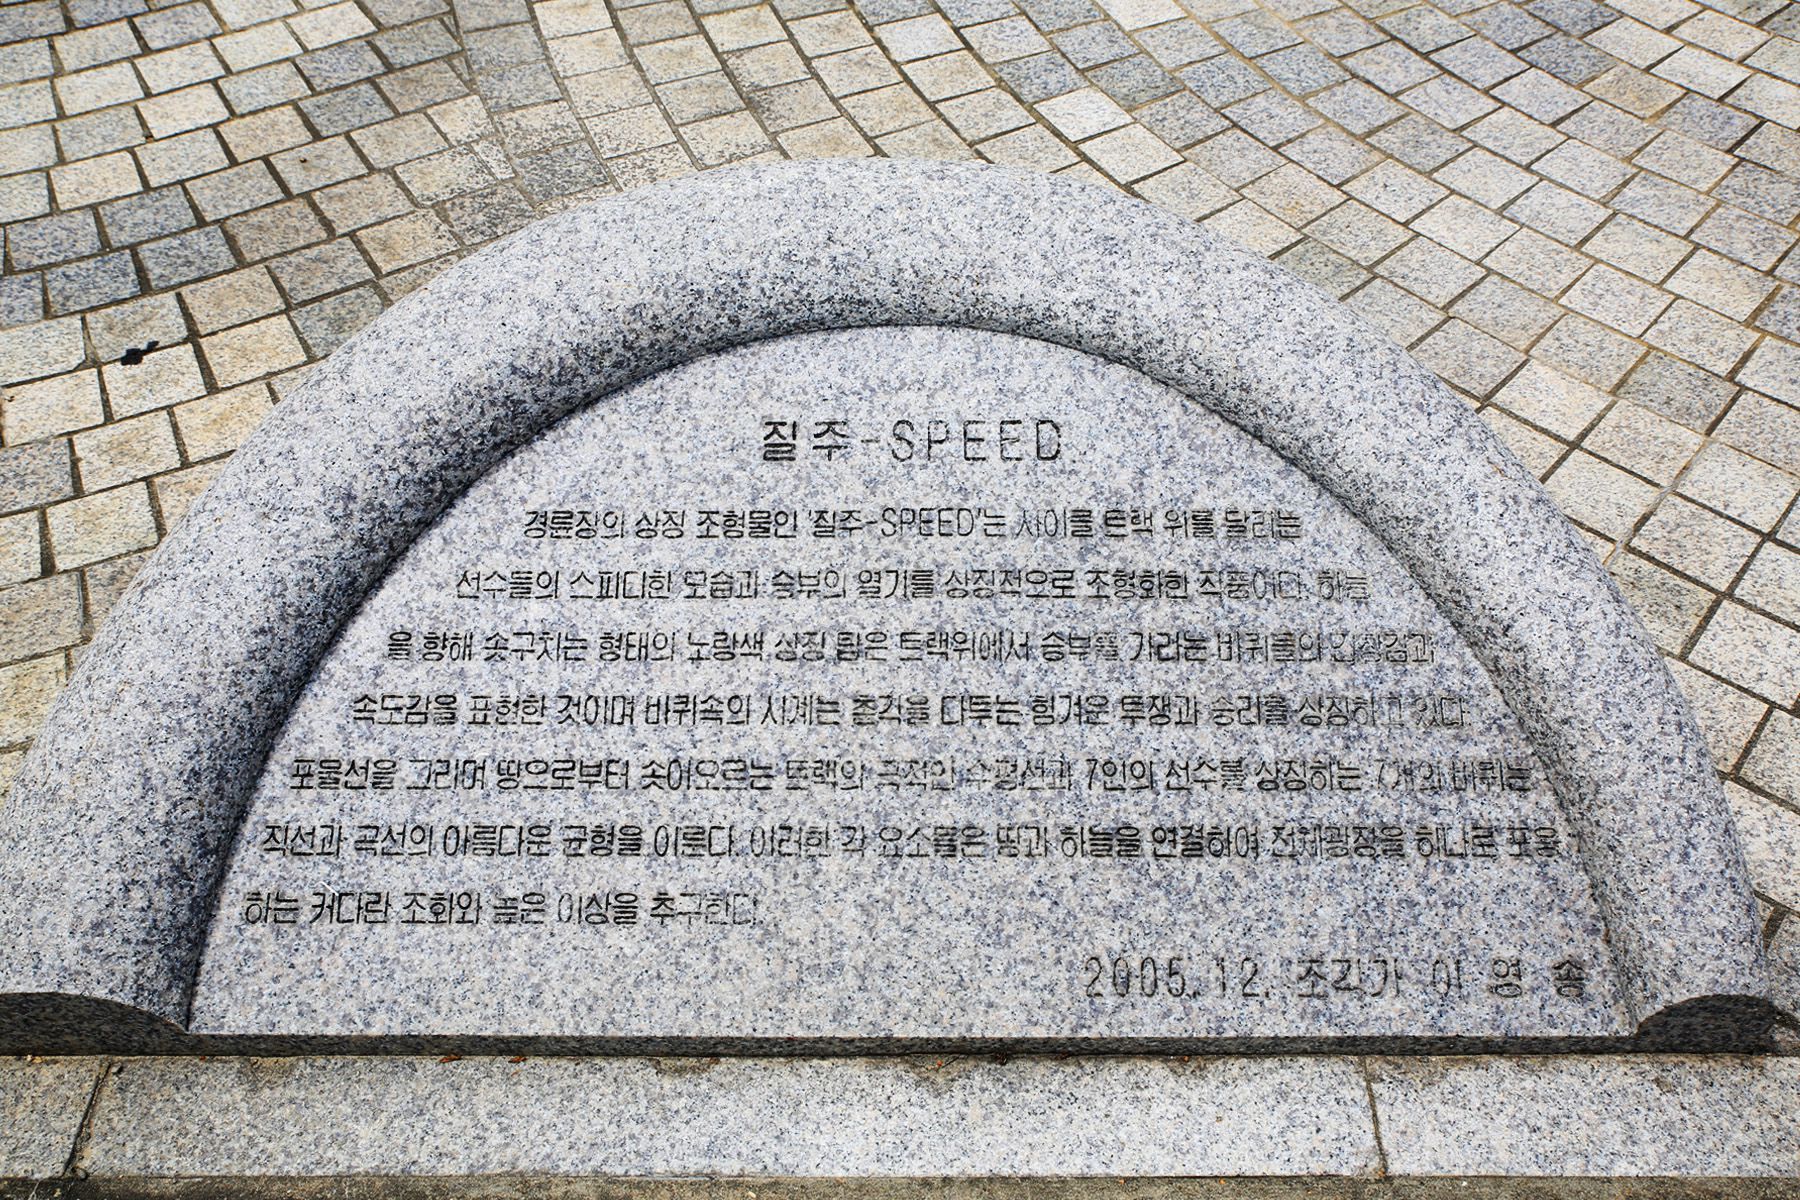 질주-SPEED
경륜장의 상징 조형물인 '질주-SPEED'는 사이클 트랙 위를 달리는
선수들의 스피디한 모습과 승부의 열기를 상징적으로 조형화한 작품이다. 하늘
을 향해 솟구치는 형태의 노랑색 상징 탑은 트랙위에서 승부를 가리는 바퀴들의 긴장감과
속도감을 표현한 것이며 바퀴속의 시계는 촌각을 다투는 힘겨운 투쟁과 승리를 상징하고 있다.
포물선을 그리며 땅으로부터 솟아오르는 트랙의 곡적인 수평선과 7인의 선수를 상징하는 7개의 바퀴는
직선과 곡선의 아름다운 균형을 이룬다. 이러한 각 요소들은 땅과 하늘을 연결하여 전체광장을 하나로 포용
하는 커다란 조화와 높은 이상을 추구한다.
2005. 12. 조각가 이 영 송